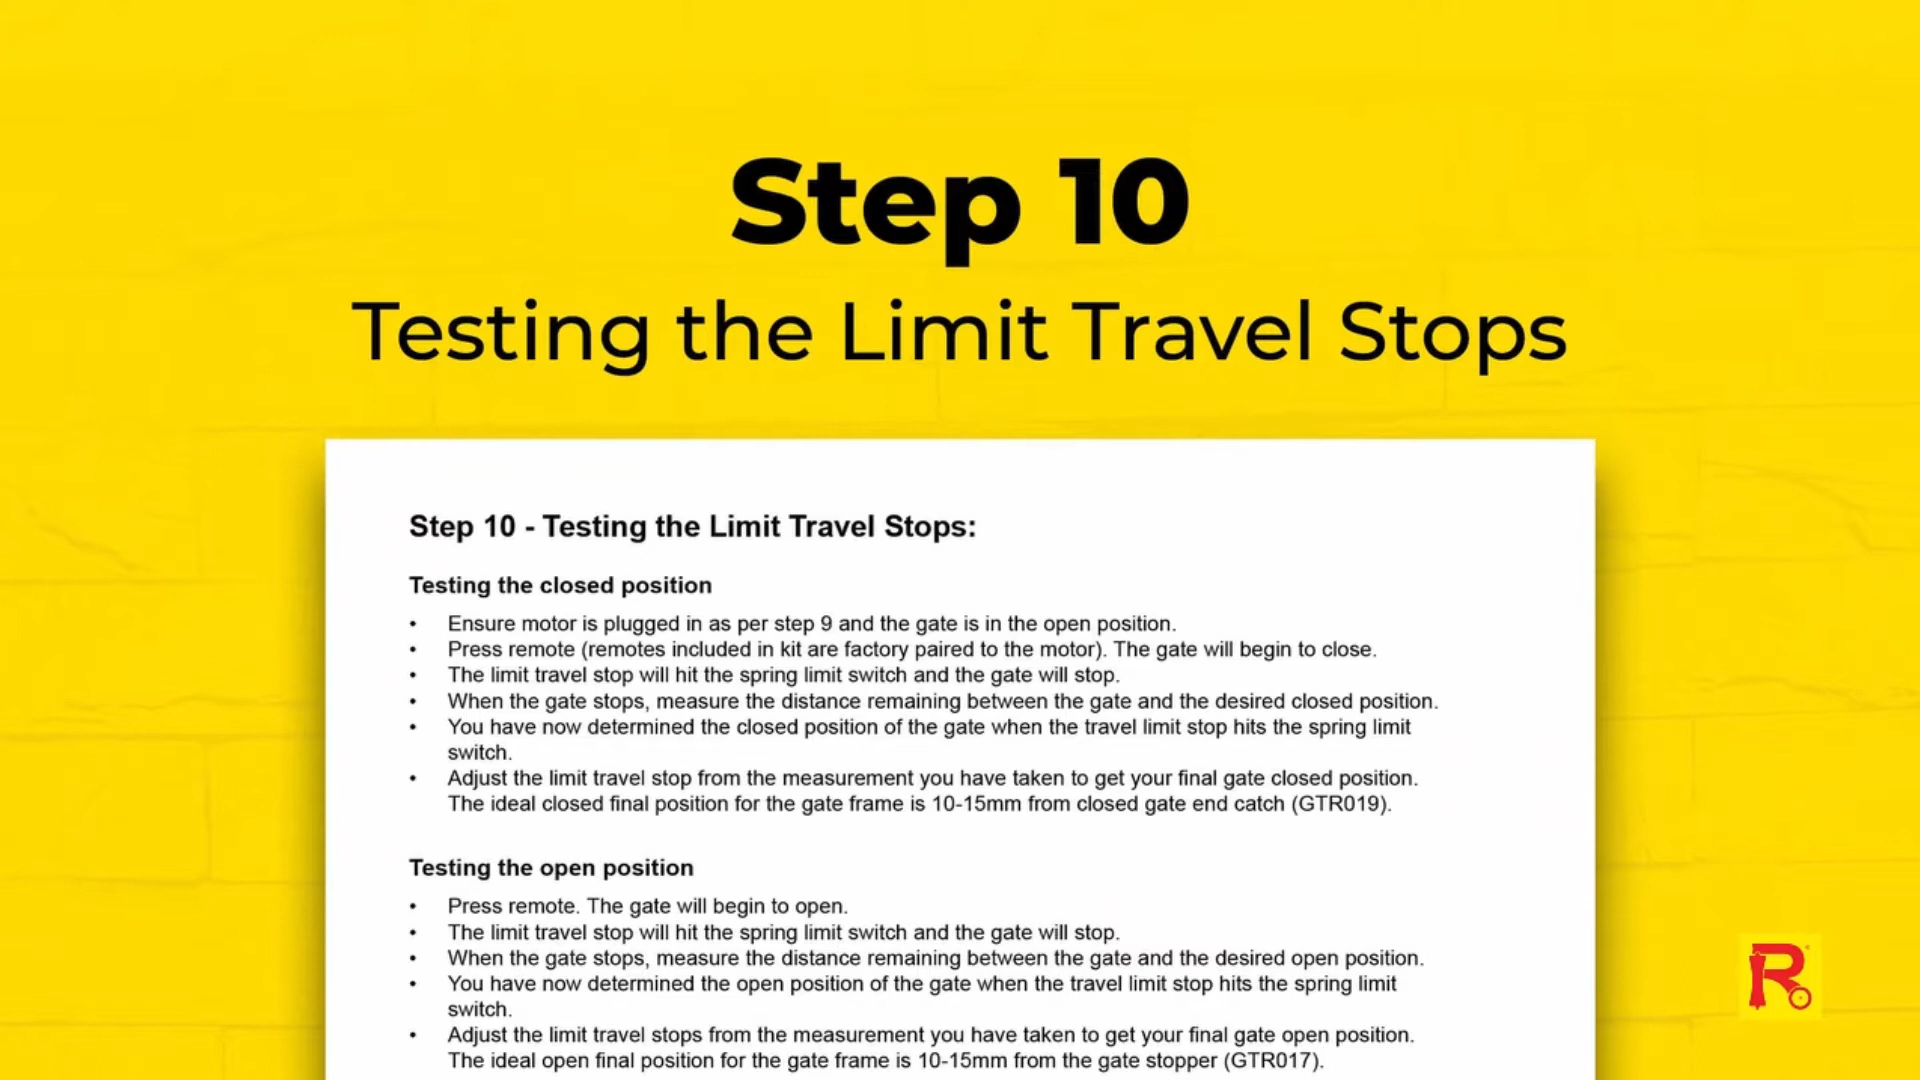 Step 10
Testing the Limit Travel Stops
Step 10 - Testing the Limit Travel Stops:
Testing the closed position
• Ensure motor is plugged in as per step 9 and the gate is in the open position.
• Press remote (remotes included in kit are factory paired to the motor). The gate will begin to close.
• The limit travel stop will hit the spring limit switch and the gate will stop.
• When the gate stops, measure the distance remaining between the gate and the desired closed position.
• You have now determined the closed position of the gate when the travel limit stop hits the spring limit
switch.
• Adjust the limit travel stop from the measurement you have taken to get your final gate closed position.
The ideal closed final position for the gate frame is 10-15mm from closed gate end catch (GTR019).
Testing the open position
• Press remote. The gate will begin to open.
• The limit travel stop will hit the spring limit switch and the gate will stop.
• When the gate stops, measure the distance remaining between the gate and the desired open position.
• You have now determined the open position of the gate when the travel limit stop hits the spring limit
switch.
• Adjust the limit travel stops from the measurement you have taken to get your final gate open position.
The ideal open final position for the gate frame is 10-15mm from the gate stopper (GTR017).
R